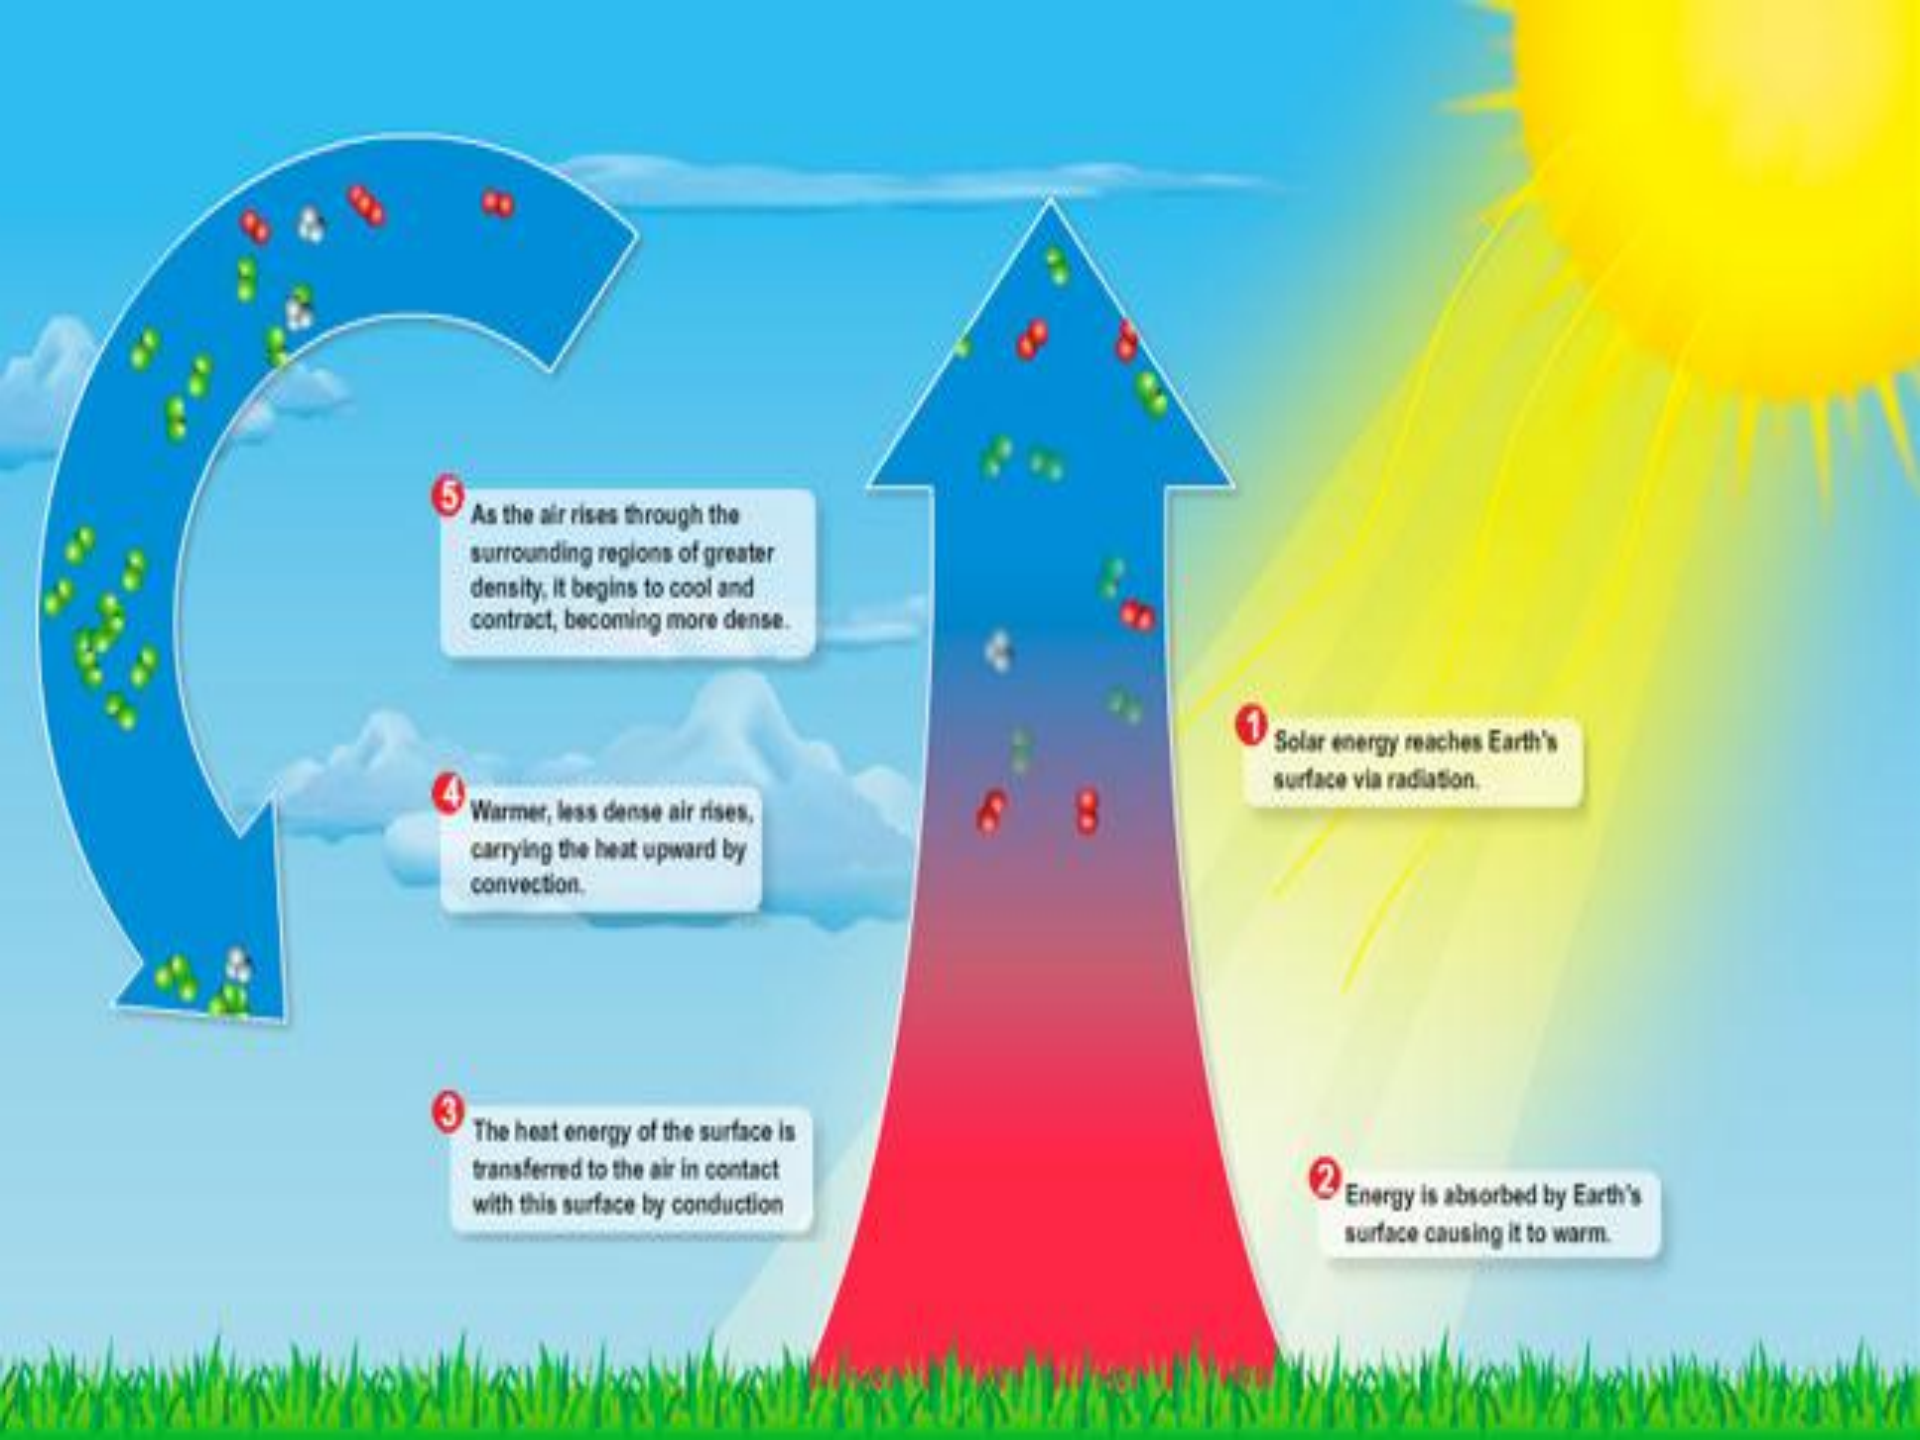 1
Solar energy reaches Earth's
surface via radiation.
2
Energy is absorbed by Earth's
surface causing it to warm.
3
The heat energy of the surface is
transferred to the air in contact
with this surface by conduction
4
Warmer, less dense air rises,
carrying the heat upward by
convection.
5
As the air rises through the
surrounding regions of greater
density, it begins to cool and
contract, becoming more dense.